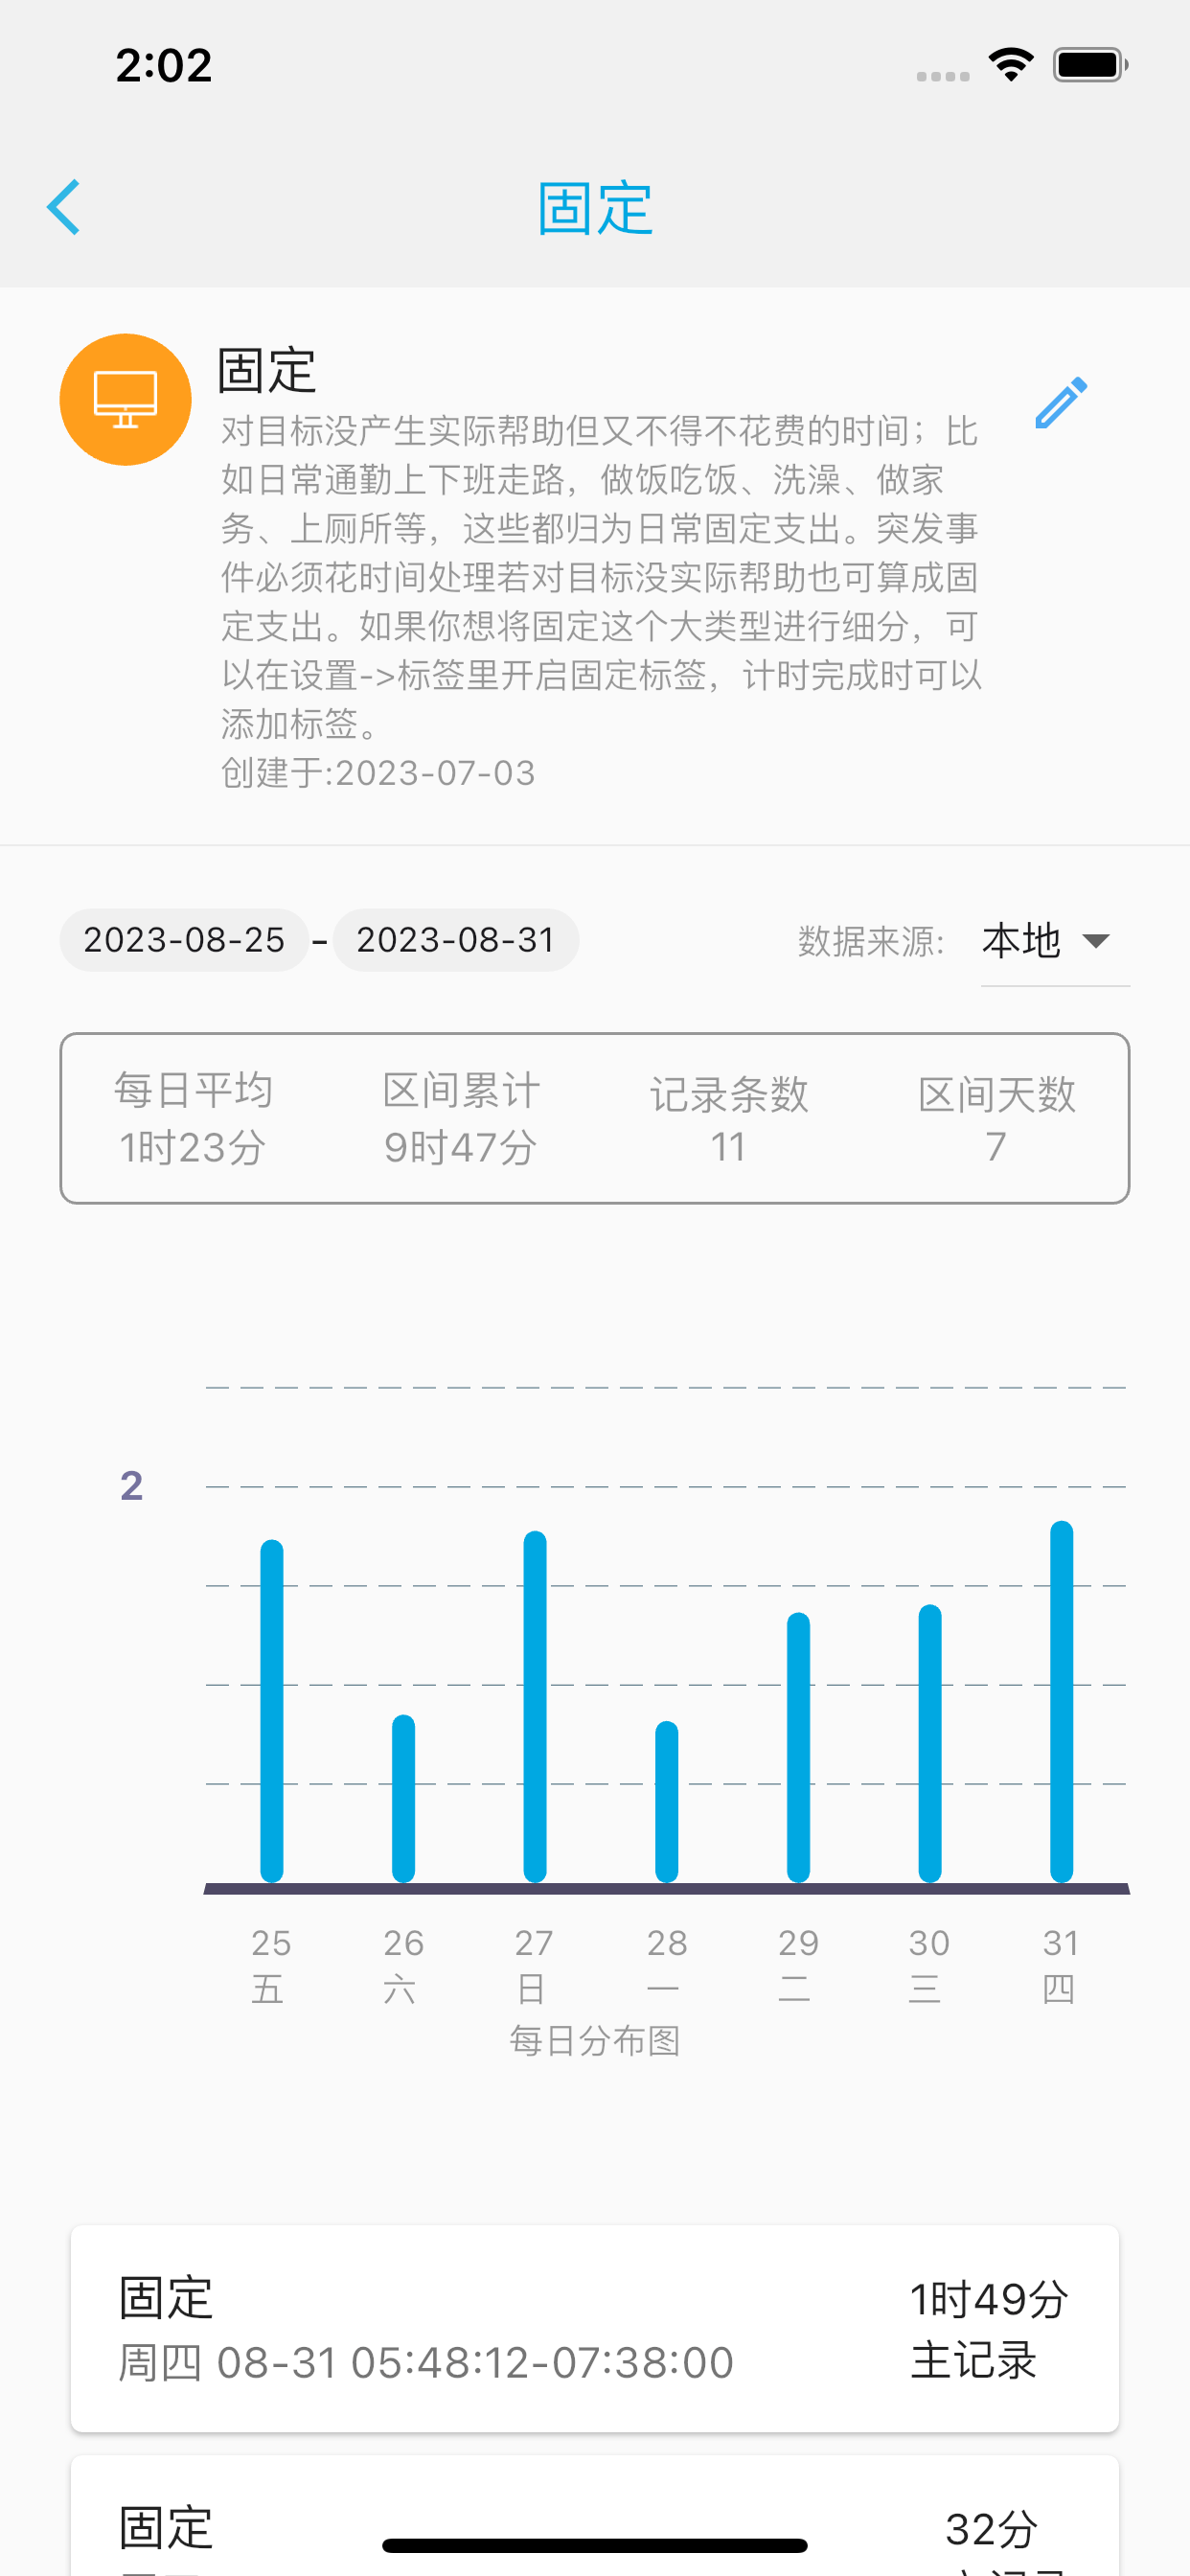 2:02
固定
固定
对目标没产生实际帮助但又不得不花费的时间；比
如日常通勤上下班走路，做饭吃饭、洗澡、做家
务、上厕所等，这些都归为日常固定支出。突发事
件必须花时间处理若对目标没实际帮助也可算成固
定支出。如果你想将固定这个大类型进行细分，可
以在设置->标签里开启固定标签，计时完成时可以
添加标签。
创建于:2023-07-03
2023-08-25 - 2023-08-31 数据来源: 本地
每日平均 区间累计 记录条数 区间天数
1时23分 9时47分 11 7
2
25 26 27 28 29 30 31
五 六 日 一 二 三 四
每日分布图
固定 1时49分
周四 08-31 05:48:12-07:38:00 主记录
固定 32分